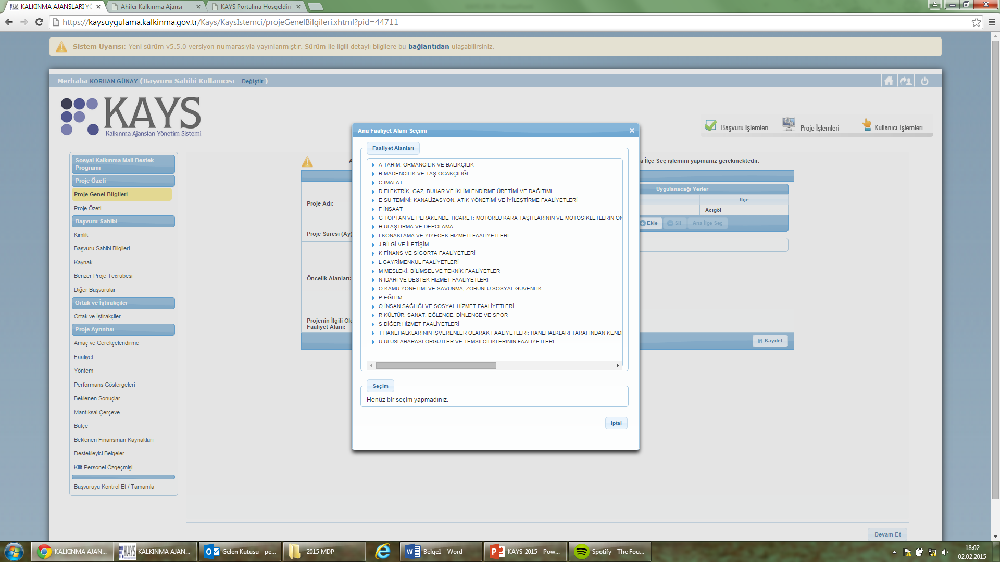 KALKINMA AJANSLARI YÖ
Ahiler Kalkınma Ajansı
KAYS Portalına Hoşgeldini
https://kaysuygulama.kalkinma.gov.tr/Kays/KaysIstemci/projeGenelBilgileri.xhtml?pid=44711
Sistem Uyarısı: Yeni sürüm v5.5.0 versiyon numarasıyla yayınlanmıştır. Sürüm ile ilgili detaylı bilgilere bu bağlantıdan ulaşabilirsiniz.
Merhaba KORHAN GÜNAY (Başvuru Sahibi Kullanıcısı - Değiştir )
KAYS
Kalkınma Ajansları Yönetim Sistemi
Başvuru İşlemleri
Proje İşlemleri
Kullanıcı İşlemleri
Sosyal Kalkınma Mali Destek
Programı
Proje Özeti
Proje Genel Bilgileri
Proje Özeti
Başvuru Sahibi
Kimlik
Başvuru Sahibi Bilgileri
Kaynak
Benzer Proje Tecrübesi
Diğer Başvurular
Ortak ve İştirakçiler
Ortak ve İştirakçiler
Proje Ayrıntısı
Amaç ve Gerekçelendirme
Faaliyet
Yöntem
Performans Göstergeleri
Beklenen Sonuçlar
Mantıksal Çerçeve
Bütçe
Beklenen Finansman Kaynakları
Destekleyici Belgeler
Kilit Personel Özgeçmişi
Başvuruyu Kontrol Et / Tamamla
A
a İlçe Seç işlemini yapmanız gerekmektedir.
Proje Adı:
Proje Süresi (Ay)
Öncelik Alanları:
Projenin İlgili Old
Faaliyet Alanı:
Uygulanacağı Yerler
İlçe
Acıgöl
Ekle
Sil
Ana İlçe Seç
Kaydet
Ana Faaliyet Alanı Seçimi
Faaliyet Alanları
A TARIM, ORMANCILIK VE BALIKÇILIK
B MADENCİLİK VE TAŞ OCAKÇILIĞI
C İMALAT
D ELEKTRİK, GAZ, BUHAR VE İKLİMLENDİRME ÜRETİMİ VE DAĞITIMI
E SU TEMİNİ; KANALİZASYON, ATIK YÖNETİMİ VE İYİLEŞTİRME FAALİYETLERİ
F İNŞAAT
G TOPTAN VE PERAKENDE TİCARET; MOTORLU KARA TAŞITLARININ VE MOTOSİKLETLERİN ON
H ULAŞTIRMA VE DEPOLAMA
I KONAKLAMA VE YİYECEK HİZMETİ FAALİYETLERİ
J BİLGİ VE İLETİŞİM
K FİNANS VE SİGORTA FAALİYETLERİ
L GAYRİMENKUL FAALİYETLERİ
M MESLEKİ, BİLİMSEL VE TEKNİK FAALİYETLER
N İDARİ VE DESTEK HİZMET FAALİYETLERİ
O KAMU YÖNETİMİ VE SAVUNMA; ZORUNLU SOSYAL GÜVENLİK
P EĞİTİM
Q İNSAN SAĞLIĞI VE SOSYAL HİZMET FAALİYETLERİ
R KÜLTÜR, SANAT, EĞLENCE, DİNLENCE VE SPOR
S DİĞER HİZMET FAALİYETLERİ
T HANEHALKLARININ İŞVERENLER OLARAK FAALİYETLERİ; HANEHALKLARI TARAFINDAN KENDİ
U ULUSLARARASI ÖRGÜTLER VE TEMSİLCİLİKLERİNİN FAALİYETLERİ
Seçim
Henüz bir seçim yapmadınız.
İptal
Devam Et
KALKINMA AJAN...
KALKINMA AJAN...
Gelen Kutusu - pe...
2015 MDP
Belge1 - Word
KAYS-2015 - Pow...
Spotify - The Fou...
18:02
02.02.2015